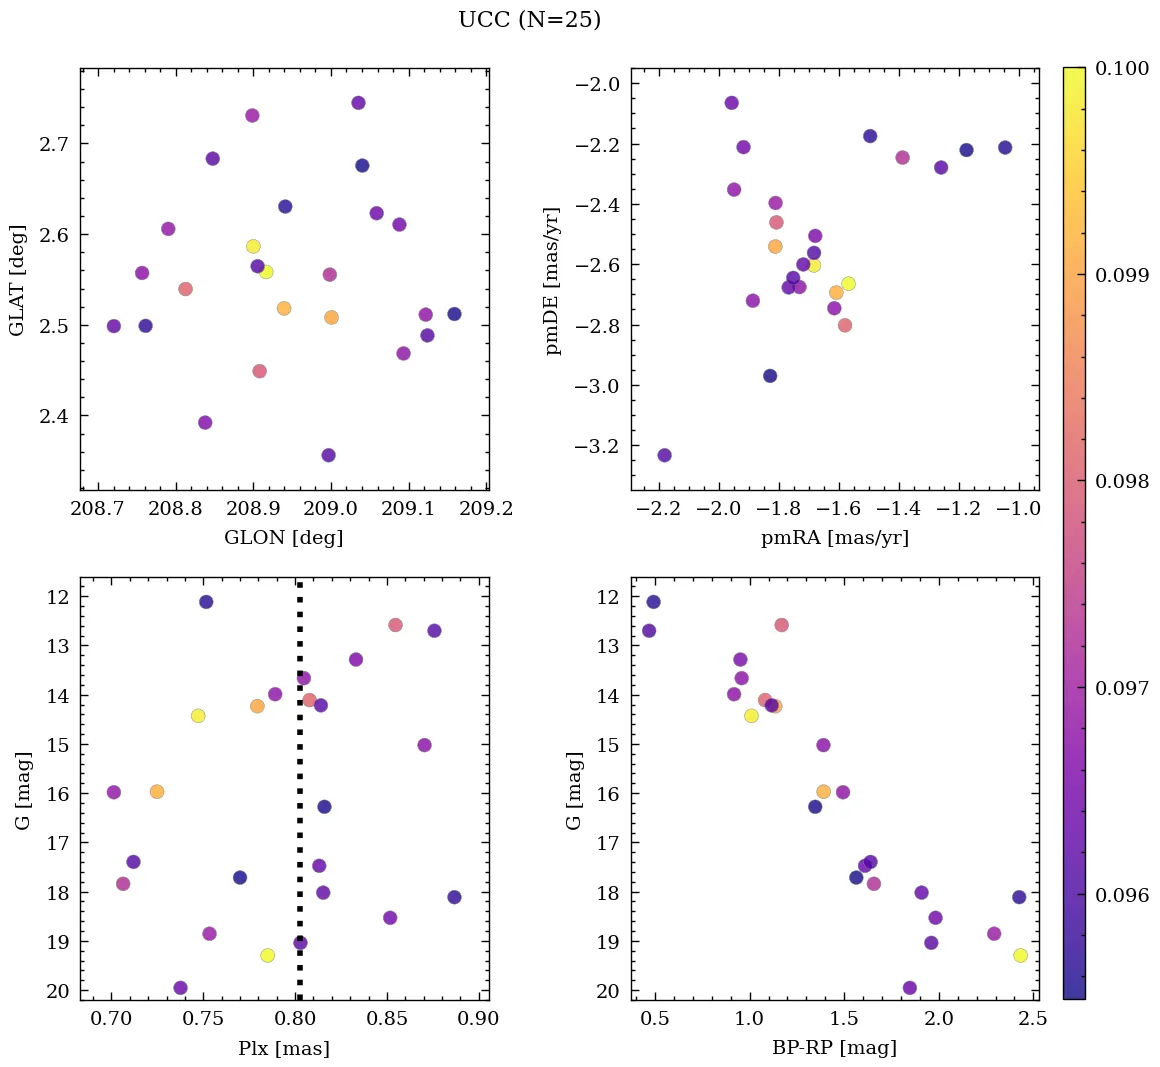 UCC (N=25)
2.7
2.6
2.5
2.4
GLAT [deg]
208.7 208.8 208.9 209.0 209.1 209.2
GLON [deg]
−2.0
−2.2
−2.4
−2.6
−2.8
−3.0
−3.2
pmDE [mas/yr]
−2.2 −2.0 −1.8 −1.6 −1.4 −1.2 −1.0
pmRA [mas/yr]
0.100
0.099
0.098
0.097
0.096
12
13
14
15
16
17
18
19
20
G [mag]
0.70 0.75 0.80 0.85 0.90
Plx [mas]
12
13
14
15
16
17
18
19
20
G [mag]
0.5 1.0 1.5 2.0 2.5
BP-RP [mag]